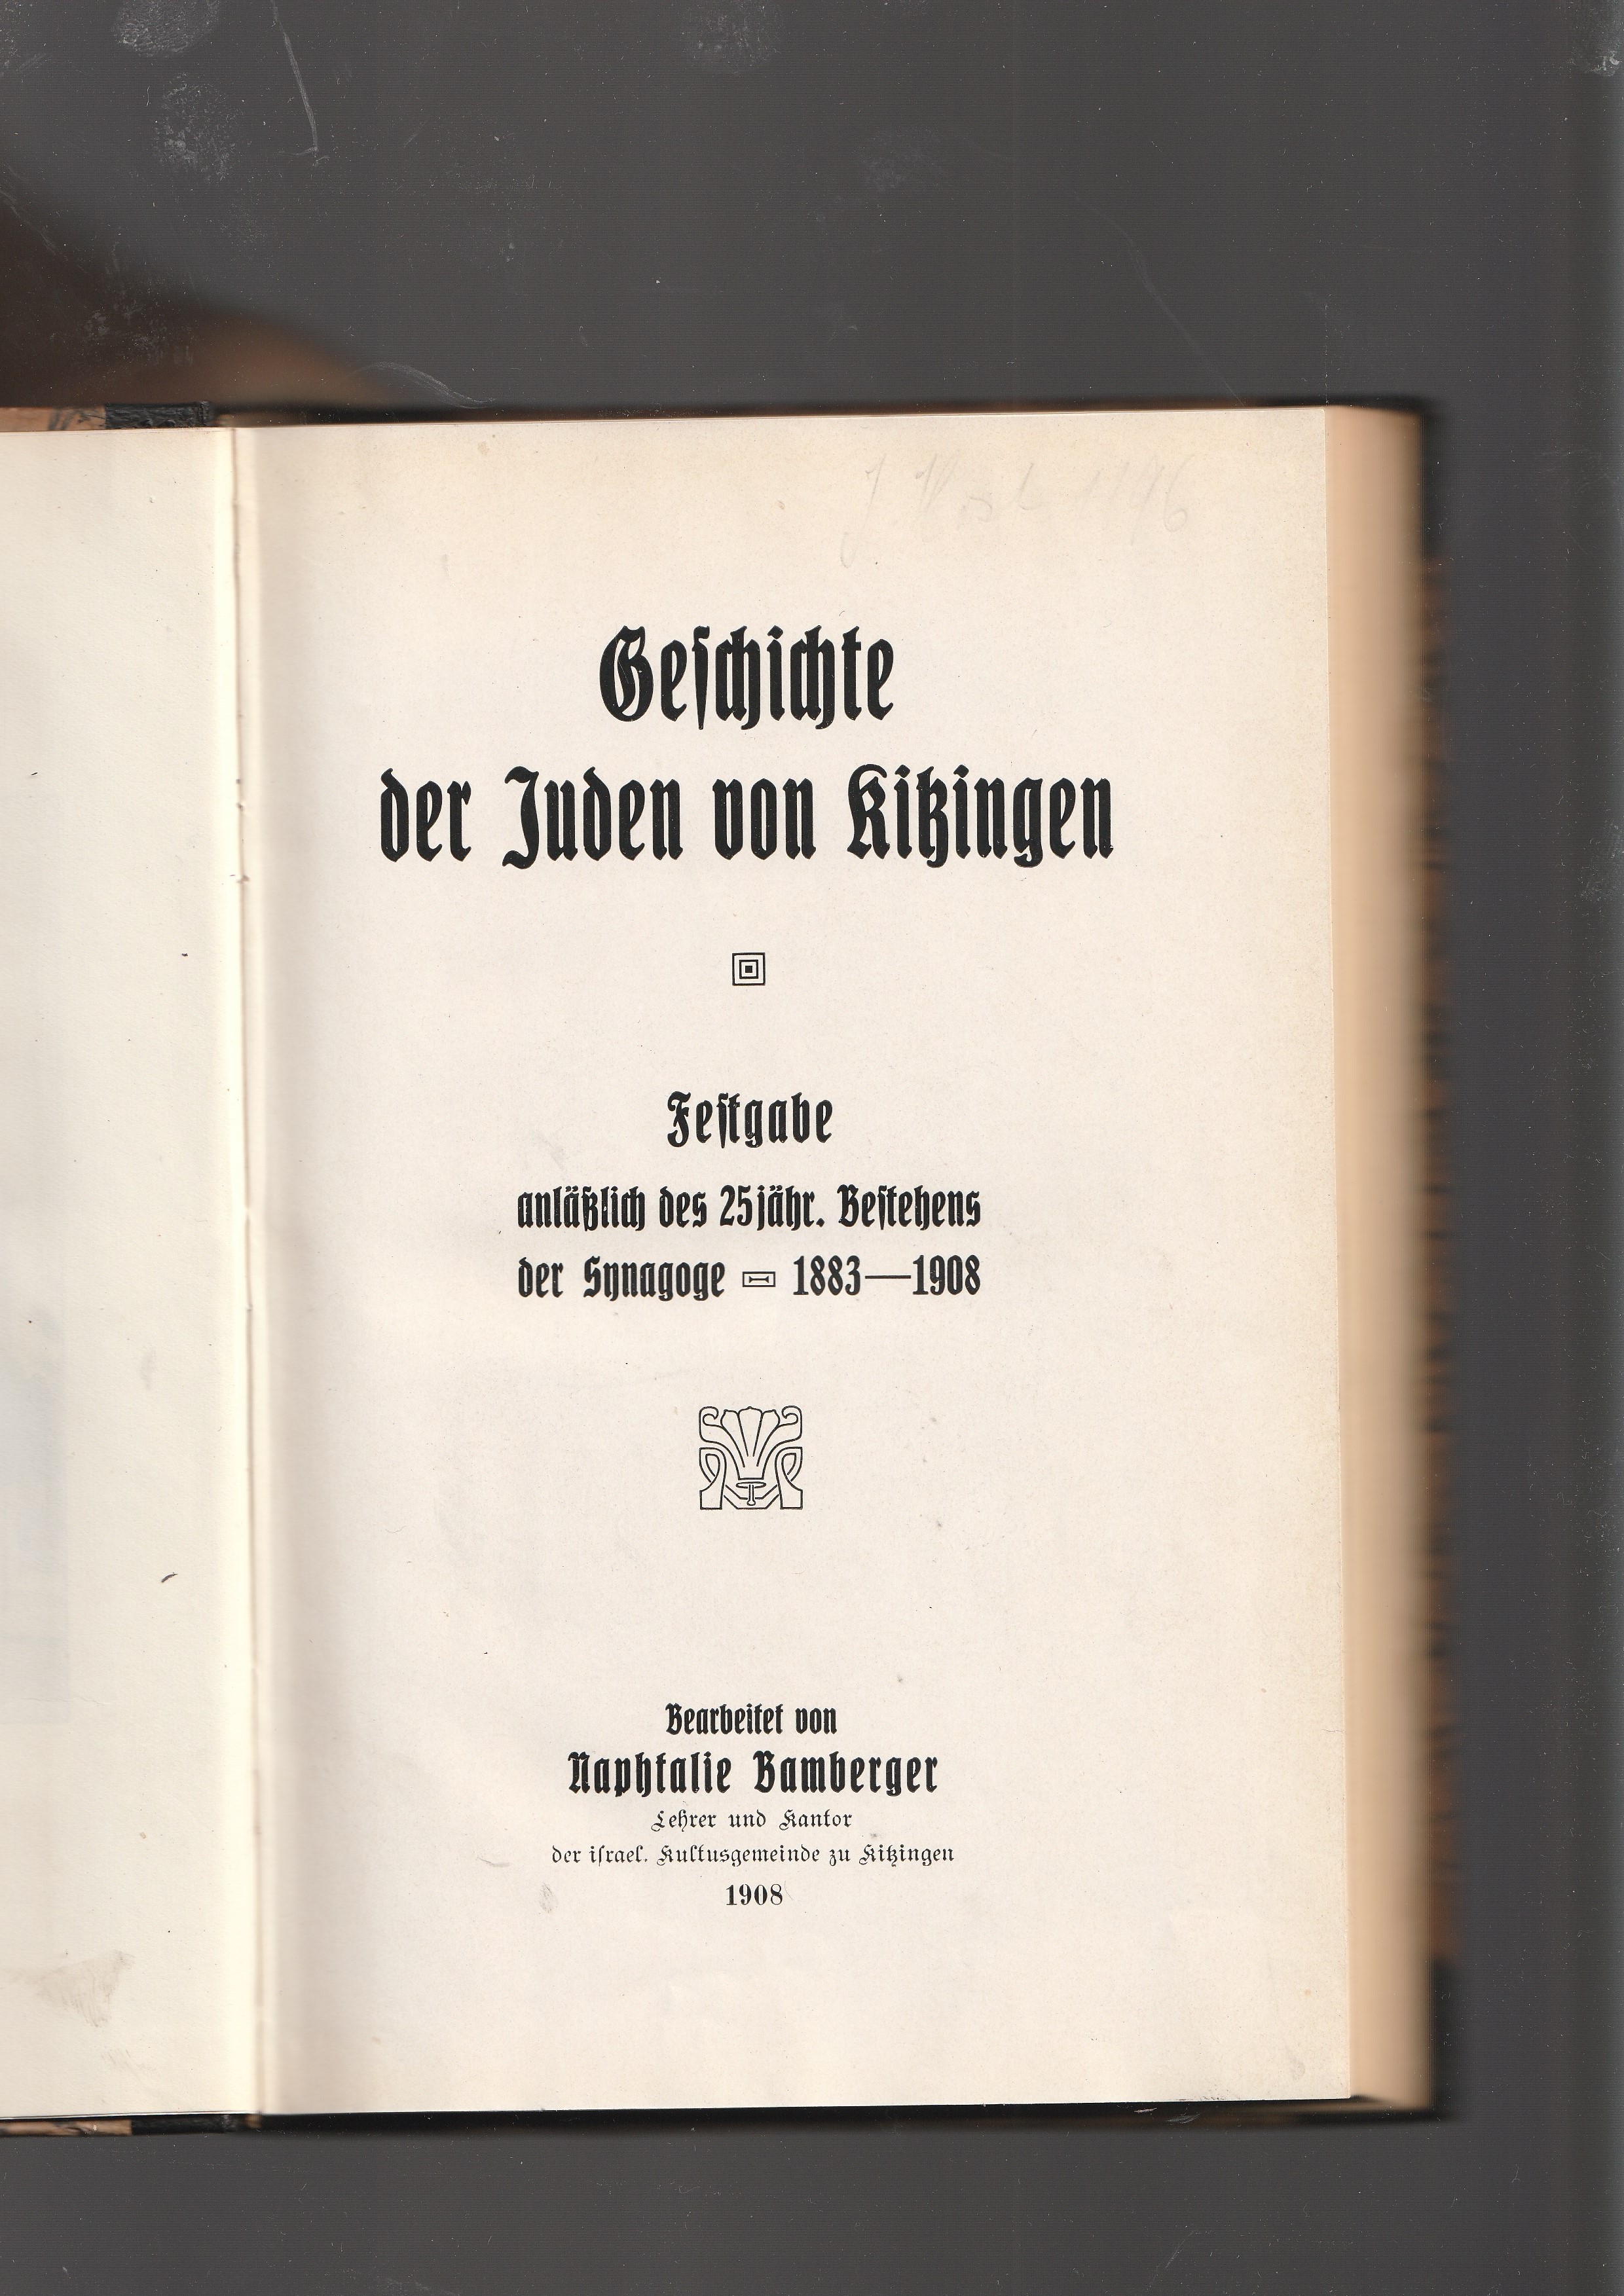 Geschichte
der Juden von Kitzingen
Festgabe
anläßlich des 25jähr. Bestehens
der Synagoge 1883—1908
Bearbeitet von
Naphtalie Bamberger
Lehrer und Kantor
der israel. Kultusgemeinde zu Kitzingen
1908